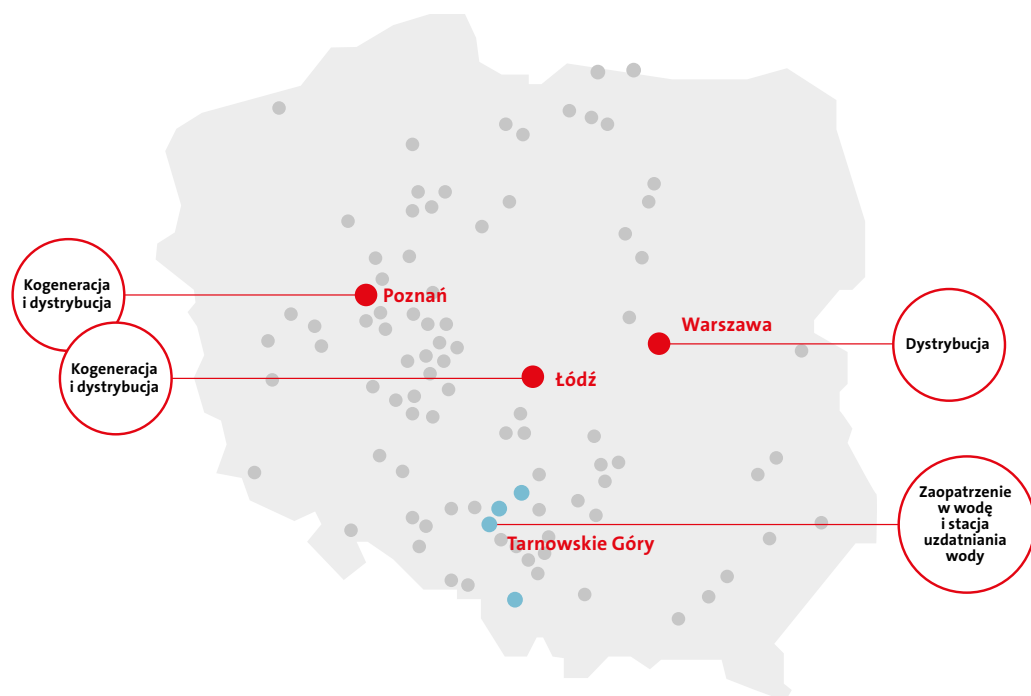 Kogeneracja
i dystrybucja
Poznań
Kogeneracja
i dystrybucja
Łódź
Warszawa
Dystrybucja
Tarnowskie Góry
Zaopatrzenie
w wodę
i stacja
uzdatniania
wody